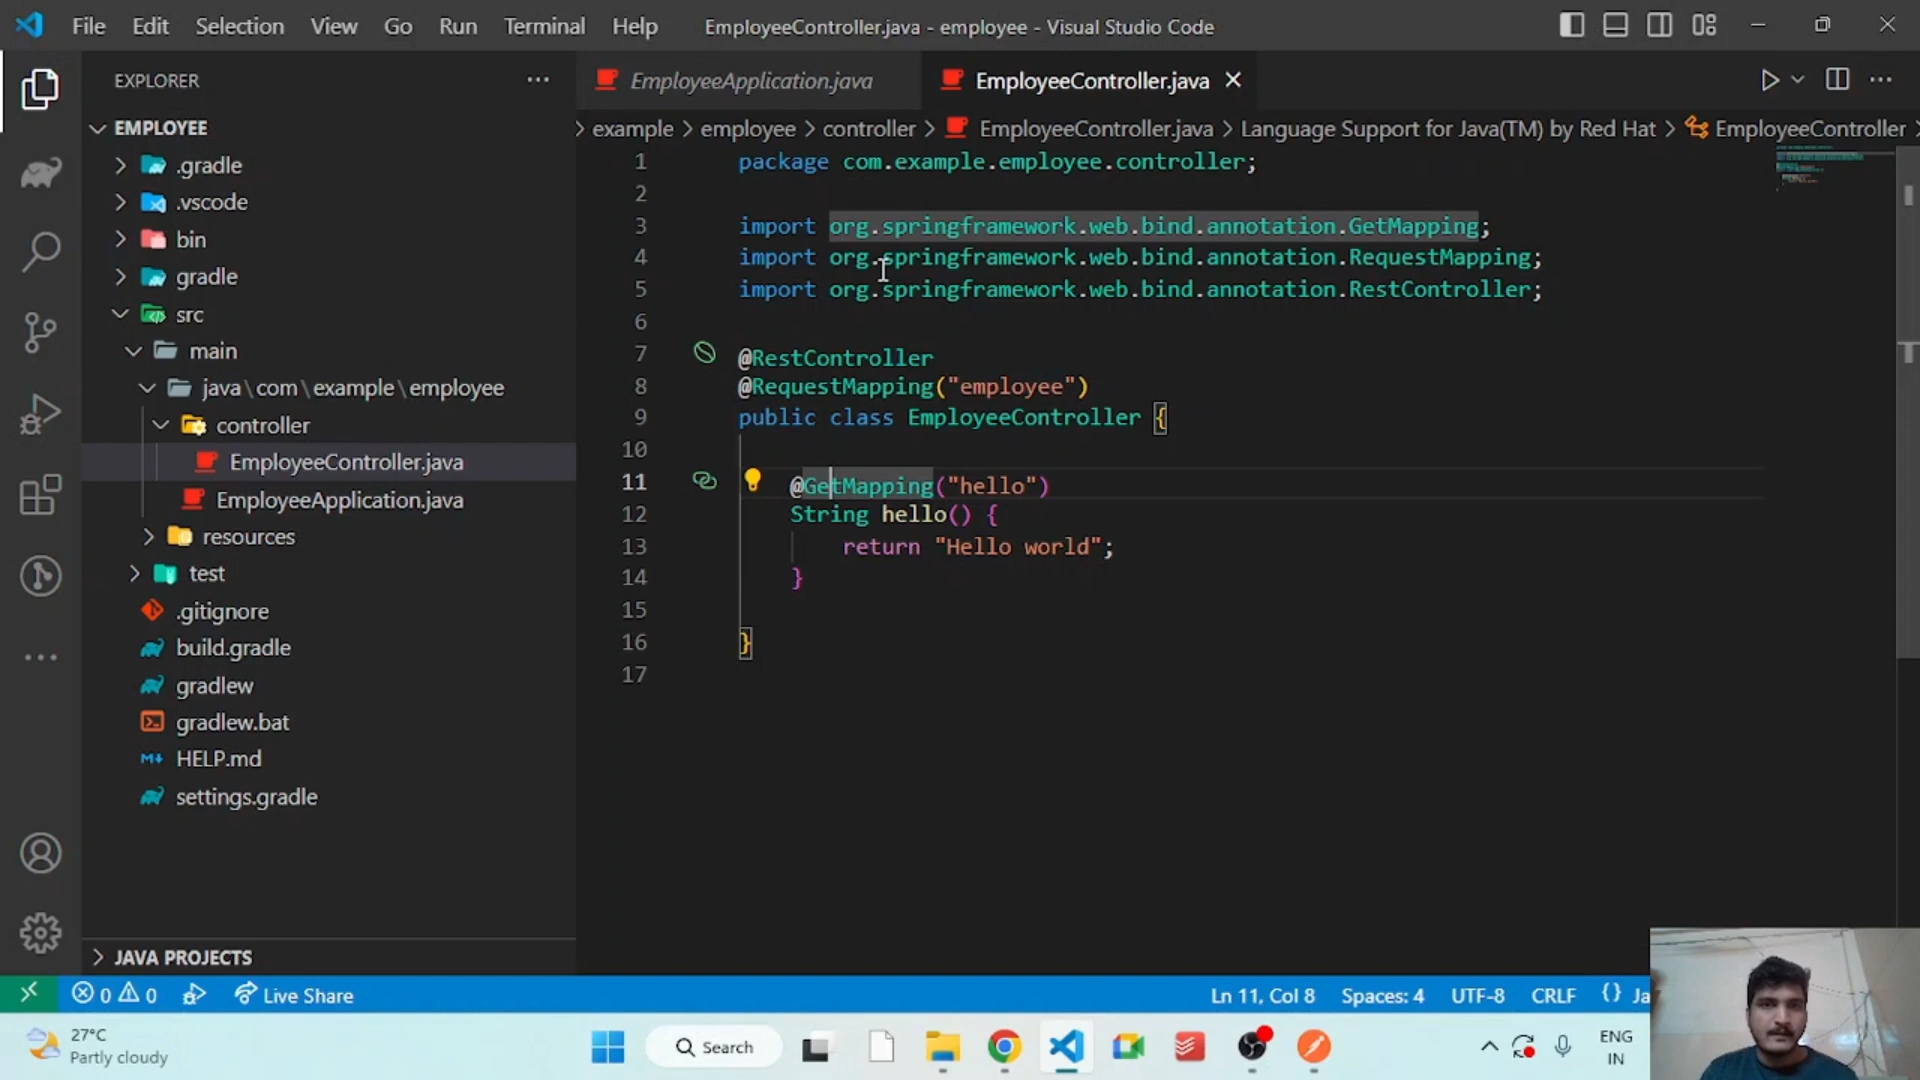 File Edit Selection View Go Run Terminal Help EmployeeController.java - employee - Visual Studio Code
EXPLORER
EmployeeApplication.java EmployeeController.java
EMPLOYEE
example employee controller EmployeeController.java Language Support for Java(TM) by Red Hat EmployeeController
.gradle
.vscode
bin
gradle
src
main
java\com\example\employee
controller
EmployeeController.java
EmployeeApplication.java
resources
test
.gitignore
build.gradle
gradlew
gradlew.bat
HELP.md
settings.gradle
JAVA PROJECTS
1 package com.example.employee.controller;
2
3 import org.springframework.web.bind.annotation.GetMapping;
4 import org.springframework.web.bind.annotation.RequestMapping;
5 import org.springframework.web.bind.annotation.RestController;
6
7 @RestController
8 @RequestMapping("employee")
9 public class EmployeeController {
10
11 @GetMapping("hello")
12 String hello() {
13 return "Hello world";
14 }
15
16 }
17
0 0 Live Share Ln 11, Col 8 Spaces: 4 UTF-8 CRLF {} Ja
27°C
Partly cloudy
Search
ENG
IN